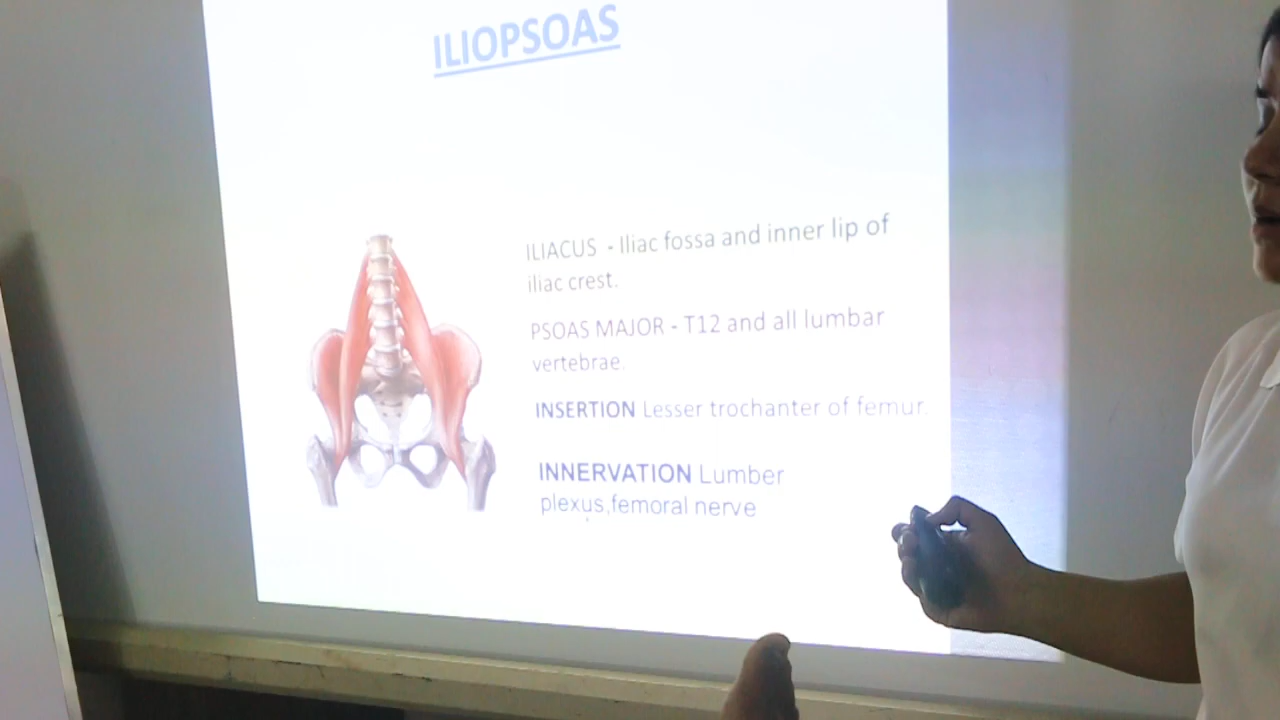 ILIOPSOAS
ILIACUS - Iliac fossa and inner lip of
iliac crest.
PSOAS MAJOR - T12 and all lumbar
vertebrae.
INSERTION Lesser trochanter of femur.
INNERVATION Lumber
plexus,femoral nerve